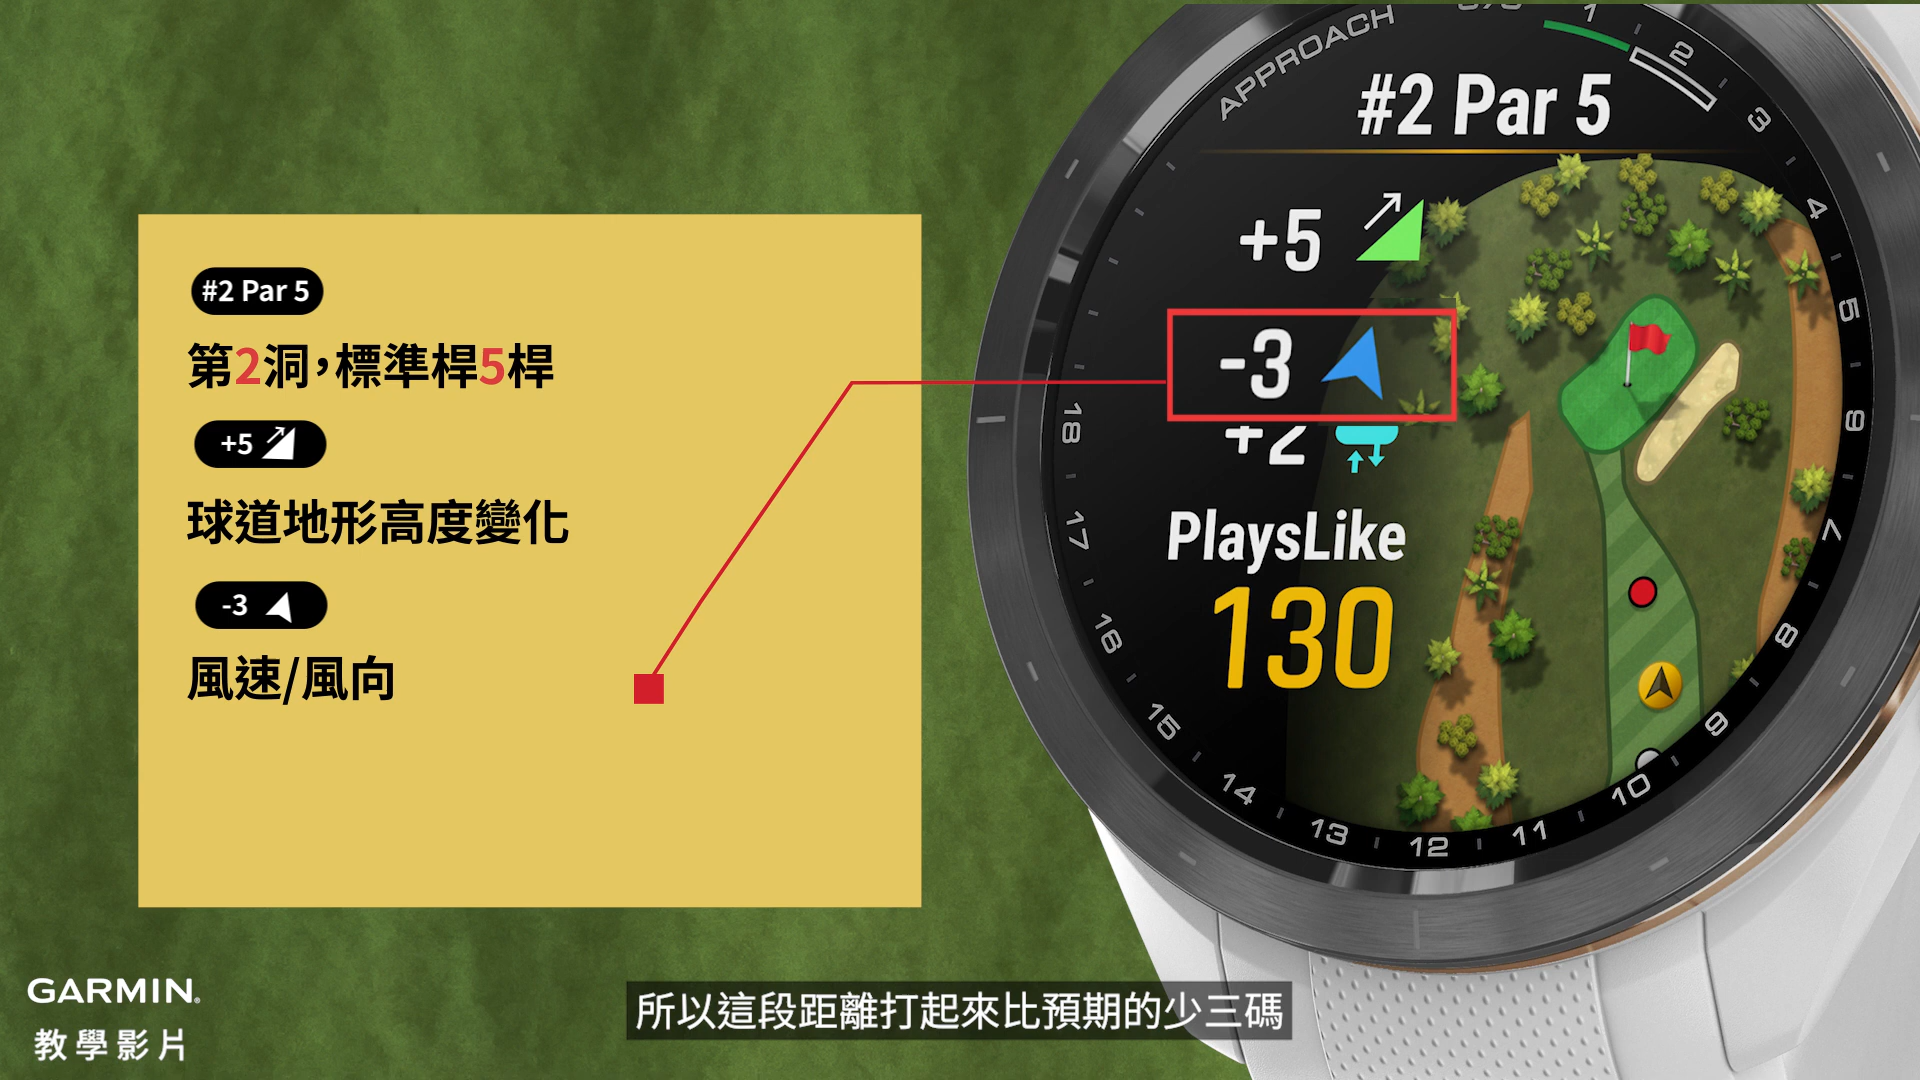 #2 Par 5
第2洞,標準桿5桿
+5
球道地形高度變化
-3
風速/風向
APPROACH
#2 Par 5
+5
-3
+2
PlaysLike
130
1
2
3
4
5
6
7
8
9
10
11
12
13
14
15
16
17
18
GARMIN
教學影片
所以這段距離打起來比預期的少三碼